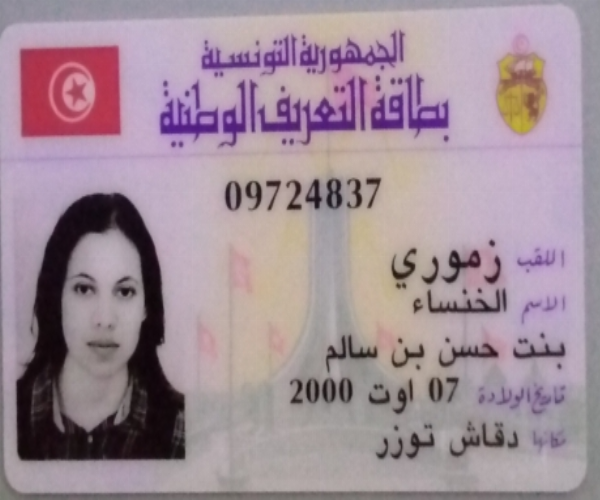 الجمهورية التونسية
بطاقة التعريف الوطنية
09724837
اللقب زموري
الاسم الخنساء
بنت حسن بن سالم
تاريخ الولادة 07 اوت 2000
مكانها دقاش توزر